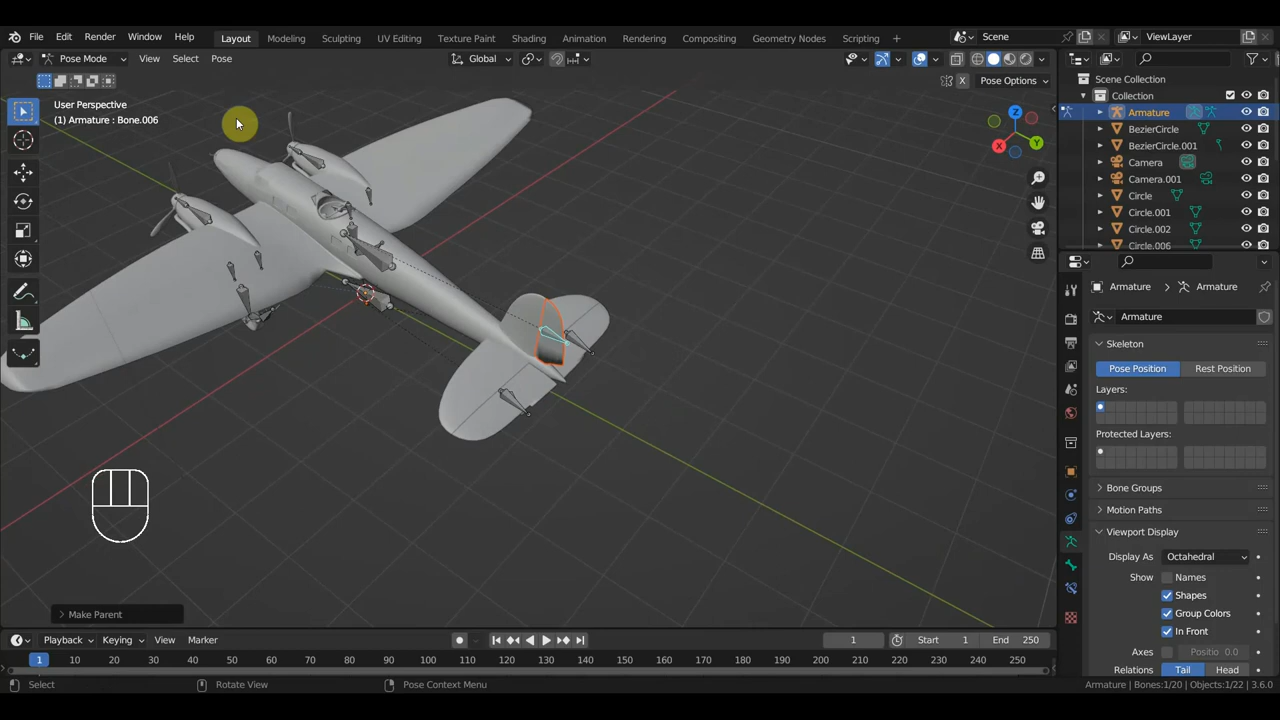 File Edit Render Window Help Layout Modeling Sculpting UV Editing Texture Paint Shading Animation Rendering Compositing Geometry Nodes Scripting + Scene ViewLayer
Pose Mode View Select Pose Global
X Pose Options
User Perspective
(1) Armature : Bone.006
Scene Collection
Collection
Armature
BezierCircle
BezierCircle.001
Camera
Camera.001
Circle
Circle.001
Circle.002
Circle.006
Z
Y
X
Armature Armature
Armature
Skeleton
Pose Position Rest Position
Layers:
Protected Layers:
Bone Groups
Motion Paths
Viewport Display
Display As Octahedral
Show Names
Shapes
Group Colors
In Front
Axes Positio 0.0
Relations Tail Head
Make Parent
Playback Keying View Marker 1 Start 1 End 250
1 10 20 30 40 50 60 70 80 90 100 110 120 130 140 150 160 170 180 190 200 210 220 230 240 250
Select Rotate View Pose Context Menu Armature | Bones:1/20 | Objects:1/22 | 3.6.0